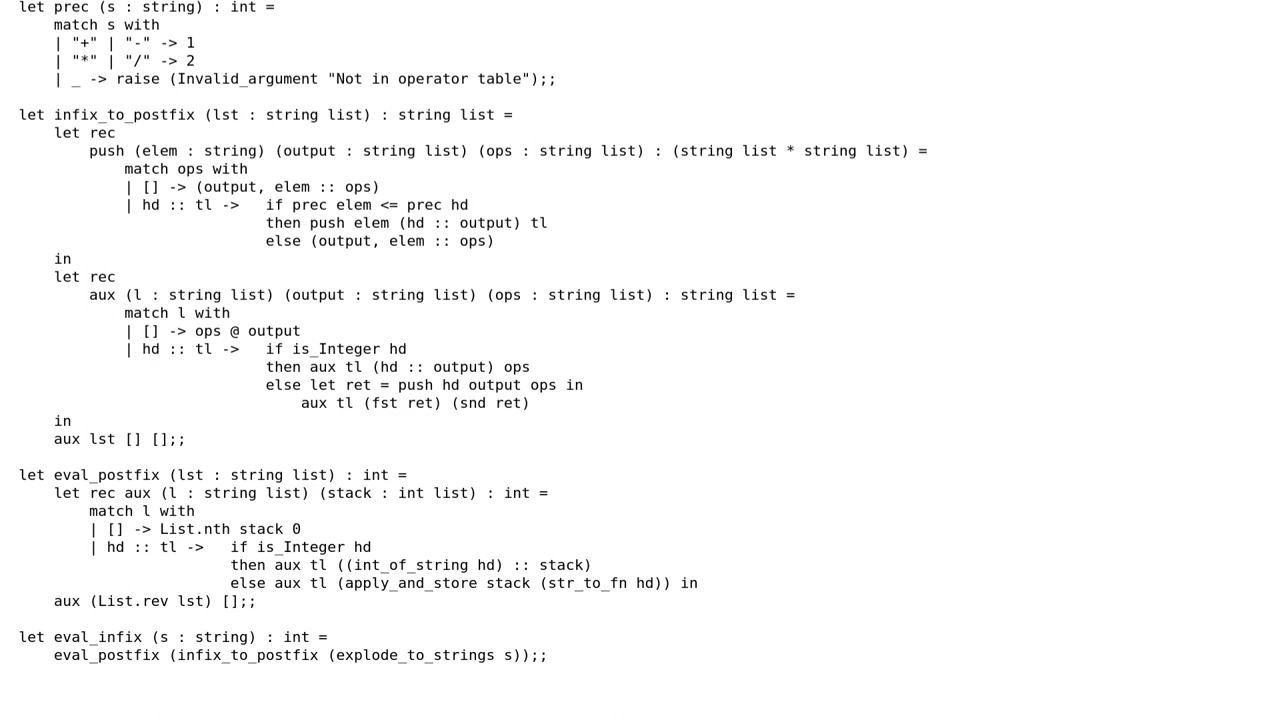 let prec (s : string) : int =
    match s with
    | "+" | "-" -> 1
    | "*" | "/" -> 2
    | _ -> raise (Invalid_argument "Not in operator table");;

let infix_to_postfix (lst : string list) : string list =
    let rec
        push (elem : string) (output : string list) (ops : string list) : (string list * string list) =
            match ops with
            | [] -> (output, elem :: ops)
            | hd :: tl ->   if prec elem <= prec hd
                            then push elem (hd :: output) tl
                            else (output, elem :: ops)
    in
    let rec
        aux (l : string list) (output : string list) (ops : string list) : string list =
            match l with
            | [] -> ops @ output
            | hd :: tl ->   if is_Integer hd
                            then aux tl (hd :: output) ops
                            else let ret = push hd output ops in
                                aux tl (fst ret) (snd ret)
    in
    aux lst [] [];;

let eval_postfix (lst : string list) : int =
    let rec aux (l : string list) (stack : int list) : int =
        match l with
        | [] -> List.nth stack 0
        | hd :: tl ->   if is_Integer hd
                        then aux tl ((int_of_string hd) :: stack)
                        else aux tl (apply_and_store stack (str_to_fn hd)) in
    aux (List.rev lst) [];;

let eval_infix (s : string) : int =
    eval_postfix (infix_to_postfix (explode_to_strings s));;